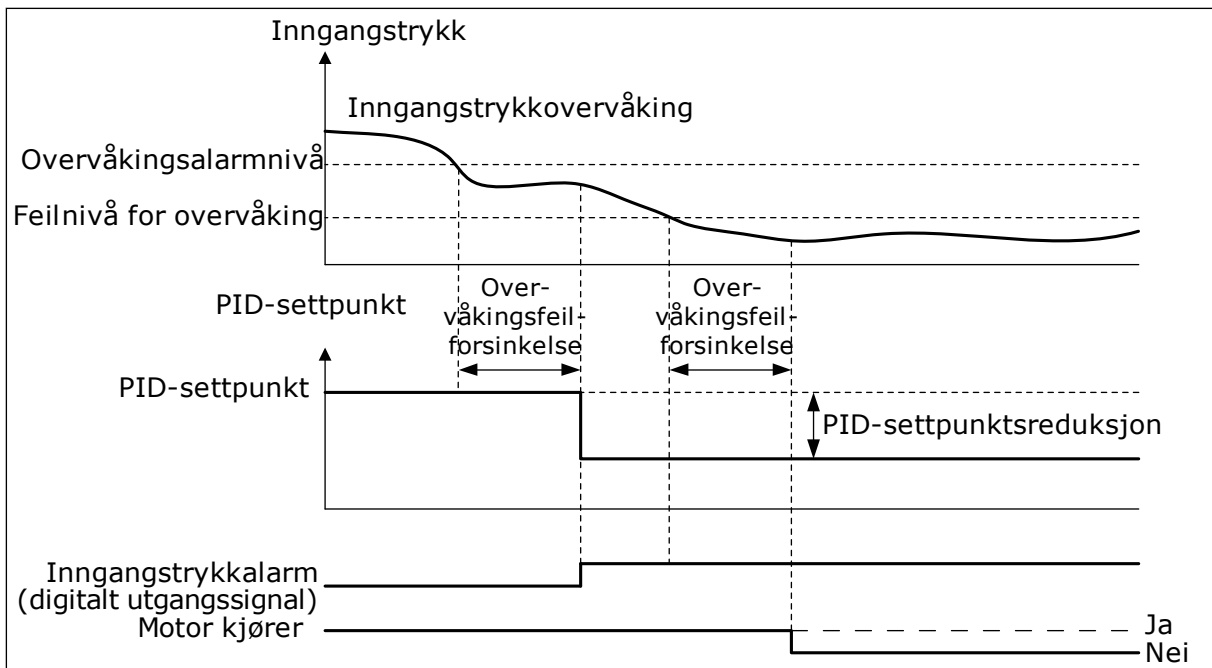 Inngangstrykk
Inngangstrykkovervåking
Overvåkingsalarmnivå
Feilnivå for overvåking
PID-settpunkt
Over-
våkingsfeil-
forsinkelse
Over-
våkingsfeil-
forsinkelse
PID-settpunkt
PID-settpunktsreduksjon
Inngangstrykkalarm
(digitalt utgangssignal)
Motor kjører
Ja
Nei